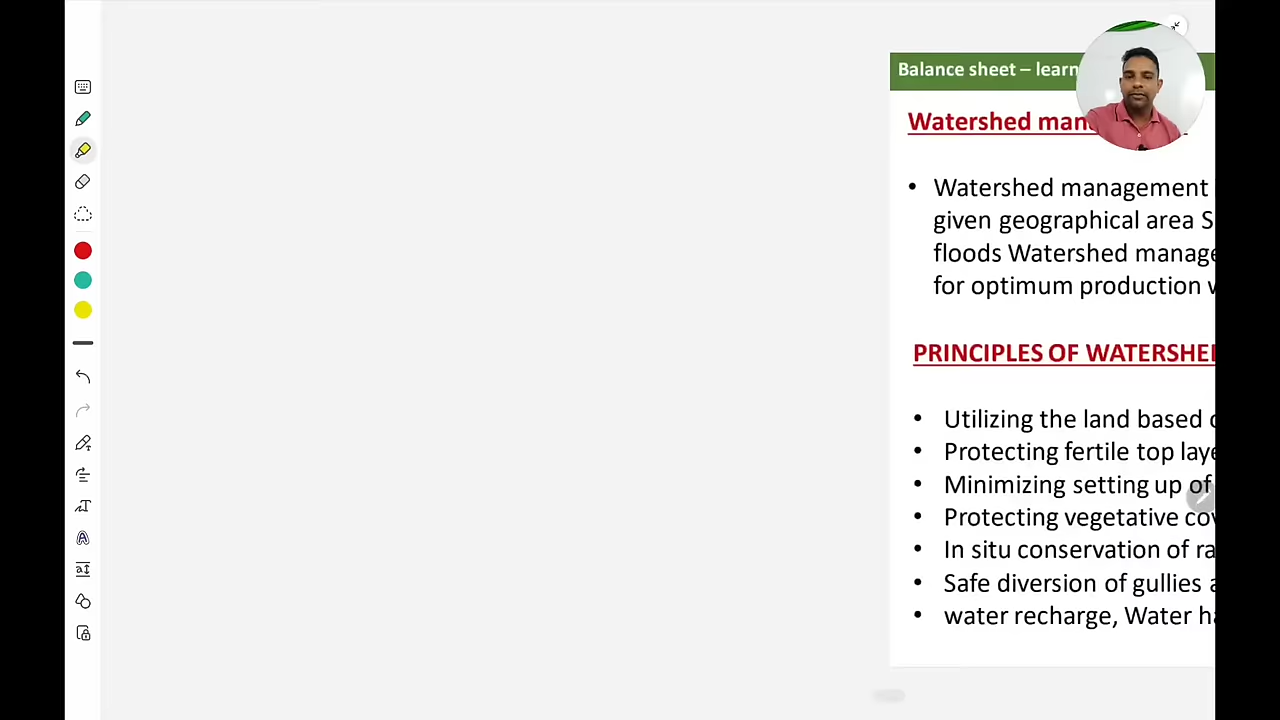 Balance sheet – learn
Watershed man
• Watershed management
given geographical area S
floods Watershed manage
for optimum production w
PRINCIPLES OF WATERSHE
• Utilizing the land based
• Protecting fertile top laye
• Minimizing setting up of
• Protecting vegetative cov
• In situ conservation of ra
• Safe diversion of gullies a
• water recharge, Water ha